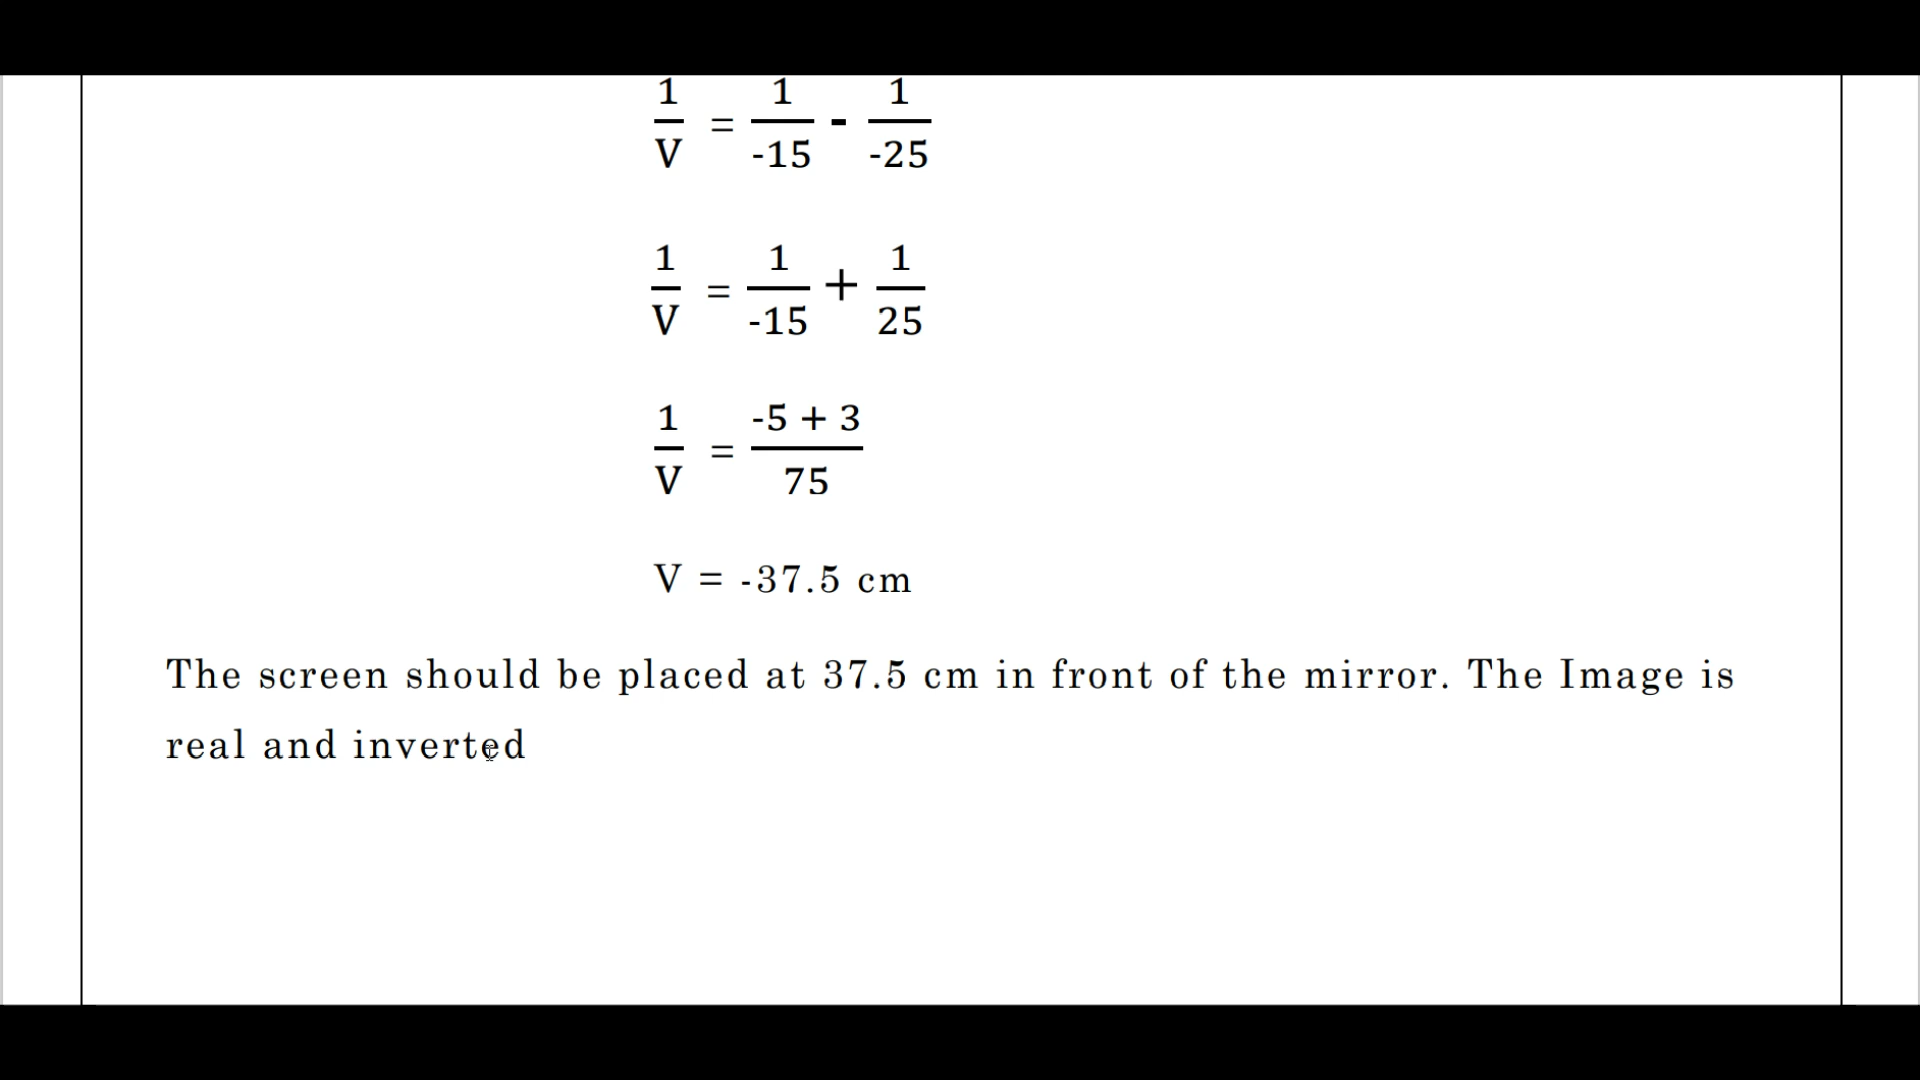 1/V = 1/-15 - 1/-25
1/V = 1/-15 + 1/25
1/V = -5 + 3/75
V = -37.5 cm
The screen should be placed at 37.5 cm in front of the mirror. The Image is
real and inverted